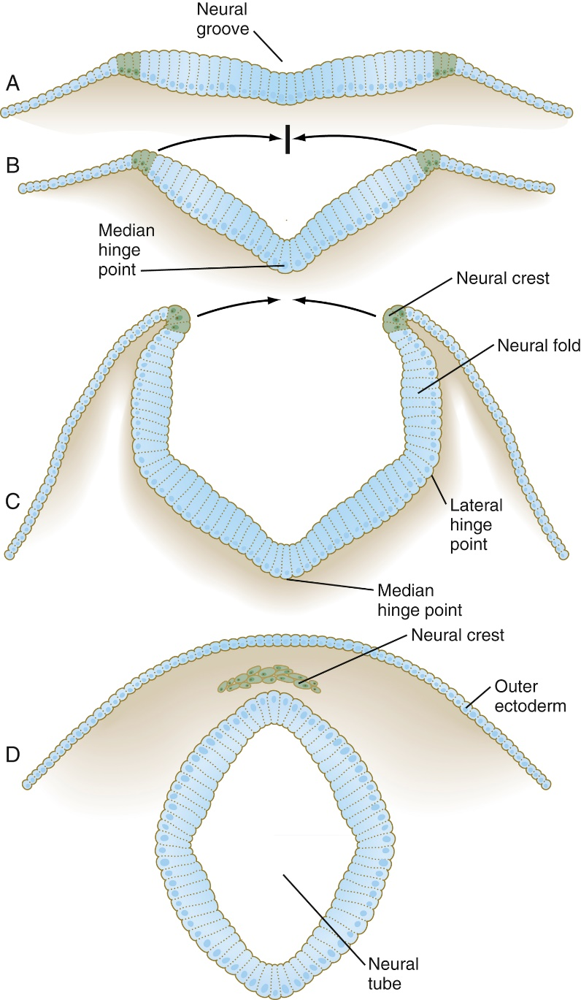 Neural
groove
A
B
Median
hinge
point
Neural crest
Neural fold
C
Lateral
hinge
point
Median
hinge point
Neural crest
Outer
ectoderm
D
Neural
tube